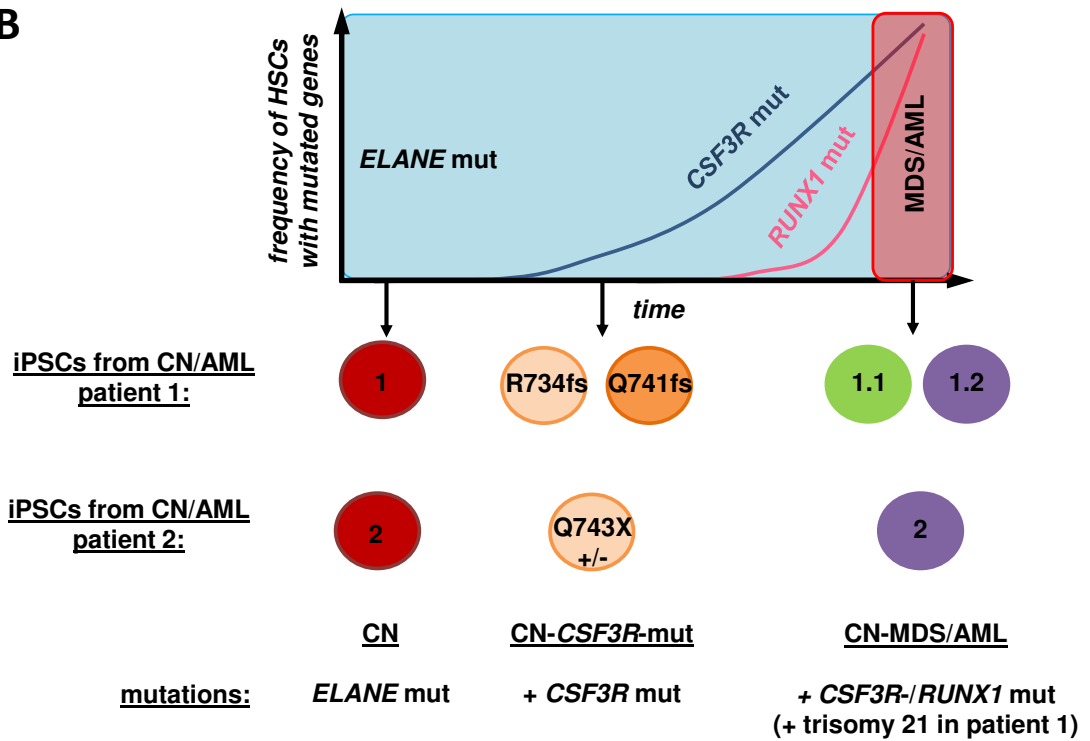 B
frequency of HSCs
with mutated genes
ELANE mut
CSF3R mut
RUNX1 mut
MDS/AML
time
iPSCs from CN/AML
patient 1:
1
R734fs
Q741fs
1.1
1.2
iPSCs from CN/AML
patient 2:
2
Q743X
+/-
2
CN
CN-CSF3R-mut
CN-MDS/AML
mutations:
ELANE mut
+ CSF3R mut
+ CSF3R-/RUNX1 mut
(+ trisomy 21 in patient 1)